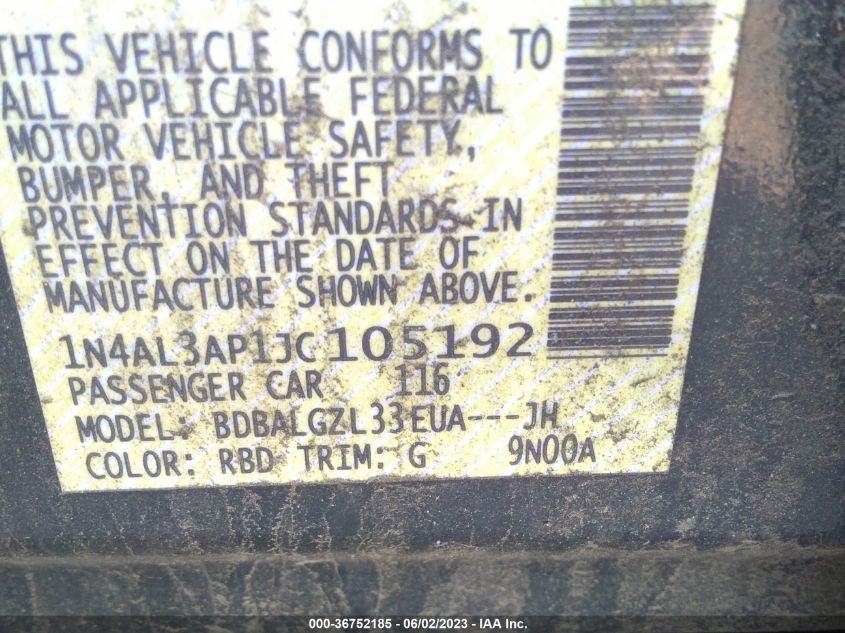 THIS VEHICLE CONFORMS TO
ALL APPLICABLE FEDERAL
MOTOR VEHICLE SAFETY,
BUMPER, AND THEFT
PREVENTION STANDARDS IN
EFFECT ON THE DATE OF
MANUFACTURE SHOWN ABOVE.
1N4AL3AP1JC105192
PASSENGER CAR 116
MODEL: BDBALGZL33EUA---JH
COLOR: RBD TRIM: G 9N00A
000-36752185 - 06/02/2023 - IAA Inc.